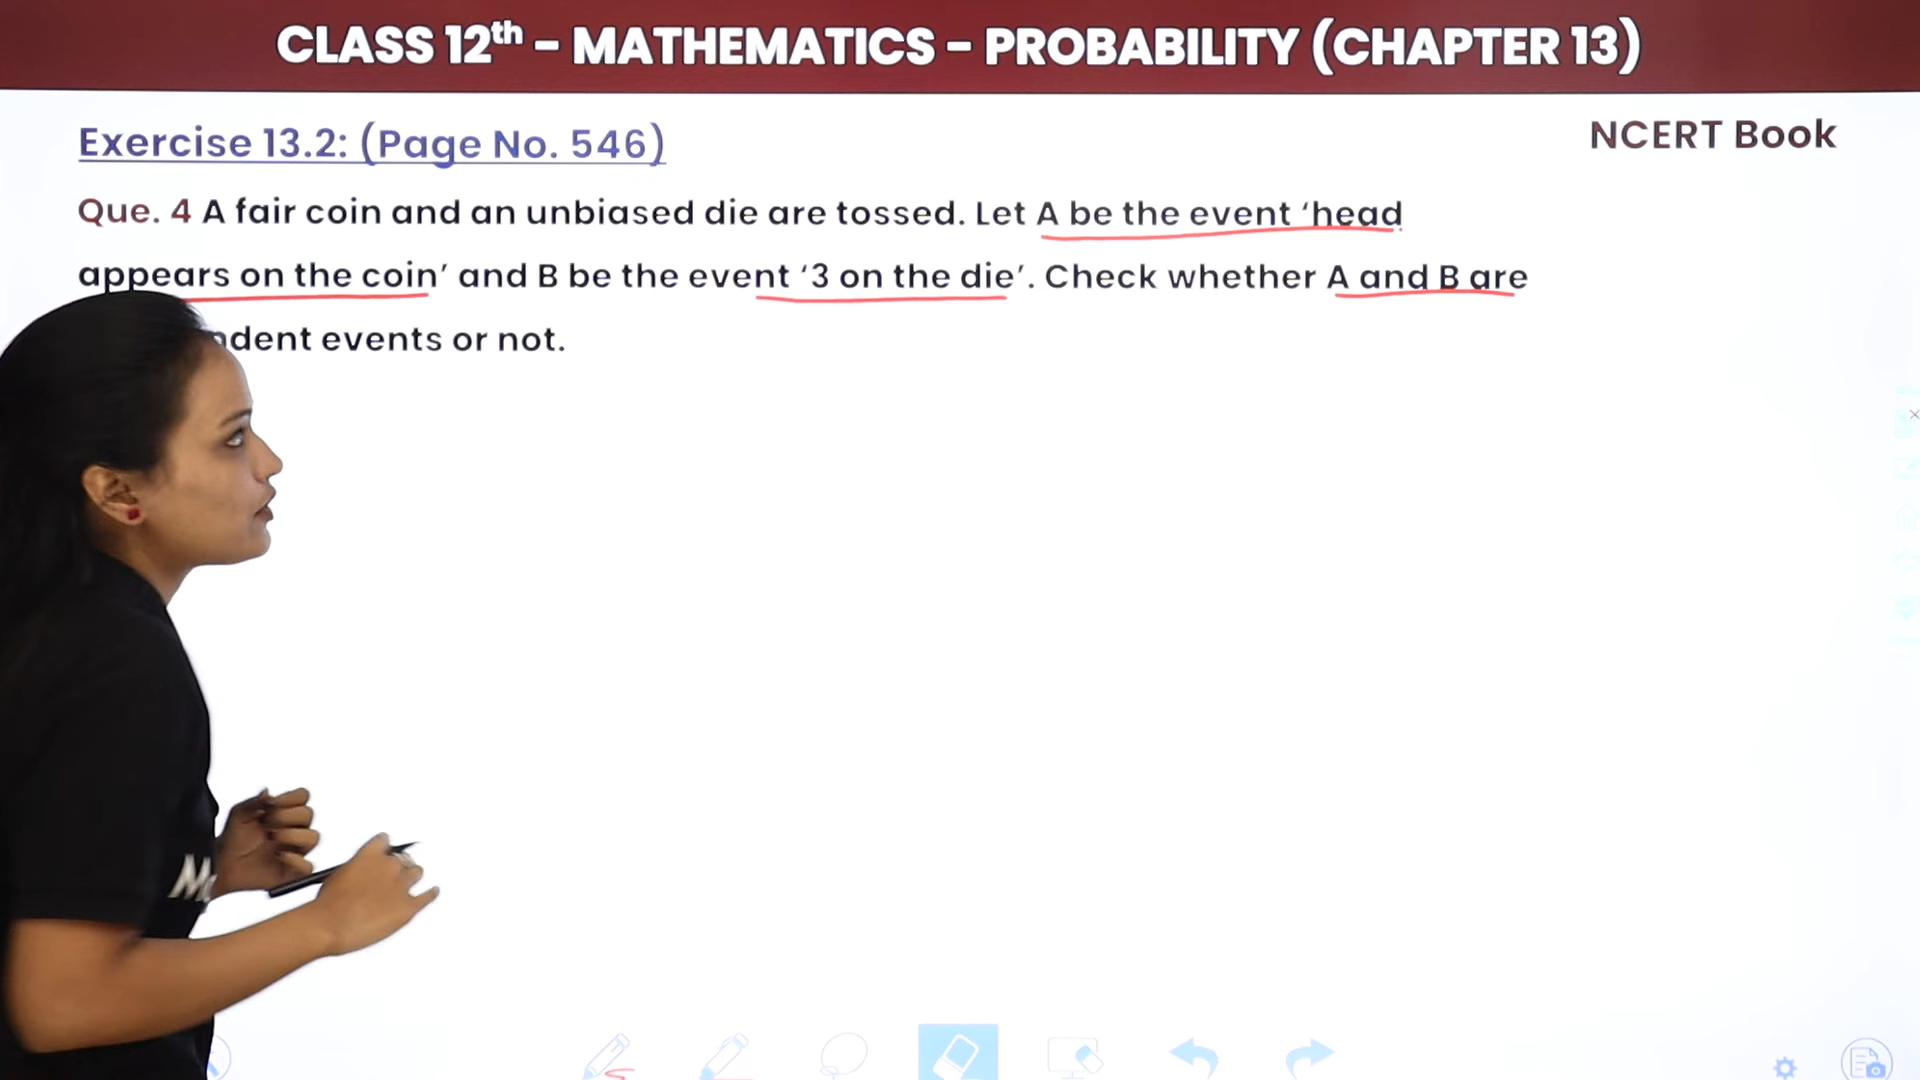 CLASS 12th - MATHEMATICS - PROBABILITY (CHAPTER 13)
Exercise 13.2: (Page No. 546)
NCERT Book
Que. 4 A fair coin and an unbiased die are tossed. Let A be the event ‘head
appears on the coin’ and B be the event ‘3 on the die’. Check whether A and B are
events or not.